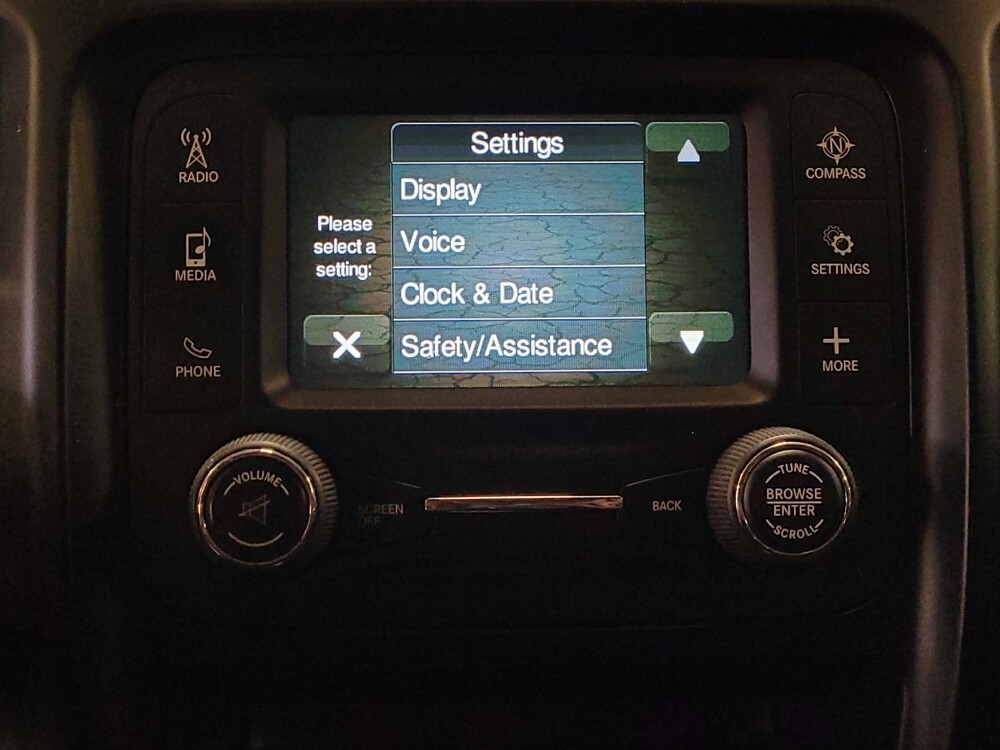 RADIO
MEDIA
PHONE
Please
select a
setting:
Settings
Display
Voice
Clock & Date
Safety/Assistance
N
COMPASS
SETTINGS
MORE
VOLUME
SCREEN
OFF
BACK
TUNE
BROWSE
ENTER
SCROLL